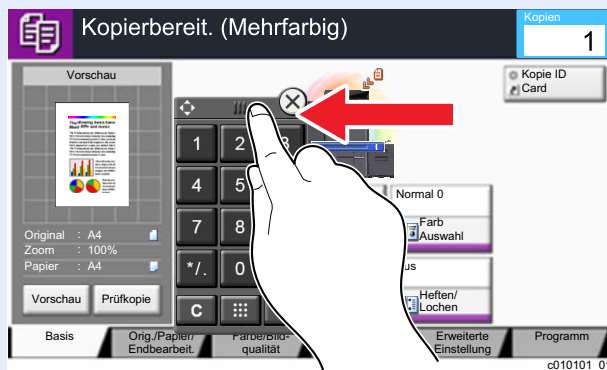 Kopierbereit. (Mehrfarbig)
Kopien
1
Vorschau
Kopie ID
Card
1 2 3
4 5
7 8
*/. 0
C
Normal 0
Farb
Auswahl
Heften/
Lochen
Original : A4
Zoom : 100%
Papier : A4
Vorschau
Prüfkopie
Basis
Orig./Papier/
Endbearbeit.
Farbe/Bild-
qualität
Erweiterte
Einstellung
Programm
c010101_0